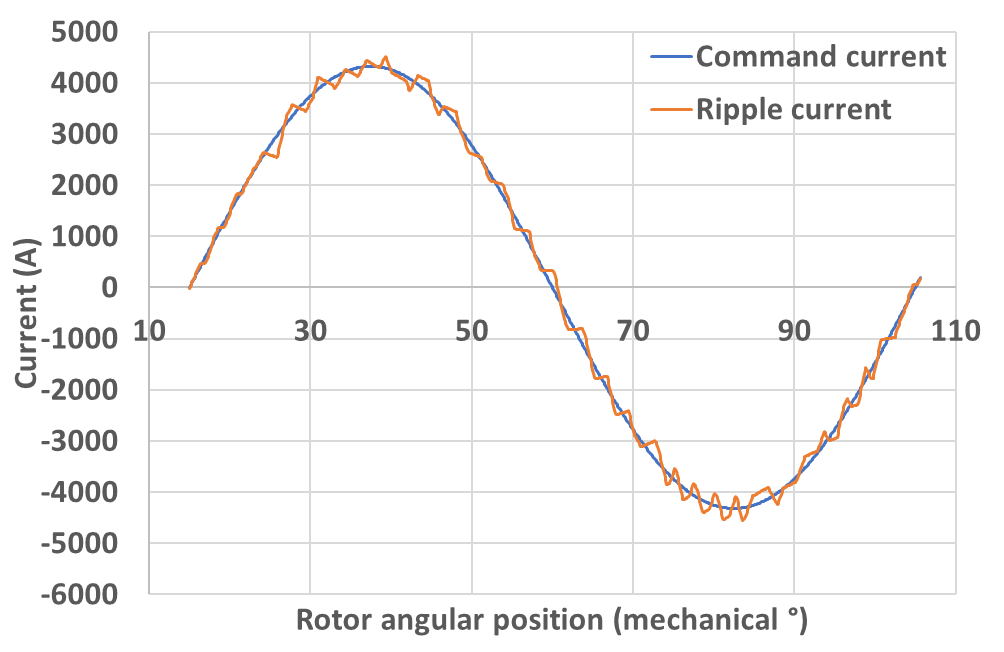 5000
Command current
4000
Ripple current
3000
2000
1000
0
10 30 50 70 90 110
-1000
-2000
-3000
-4000
-5000
-6000
Current (A)
Rotor angular position (mechanical °)